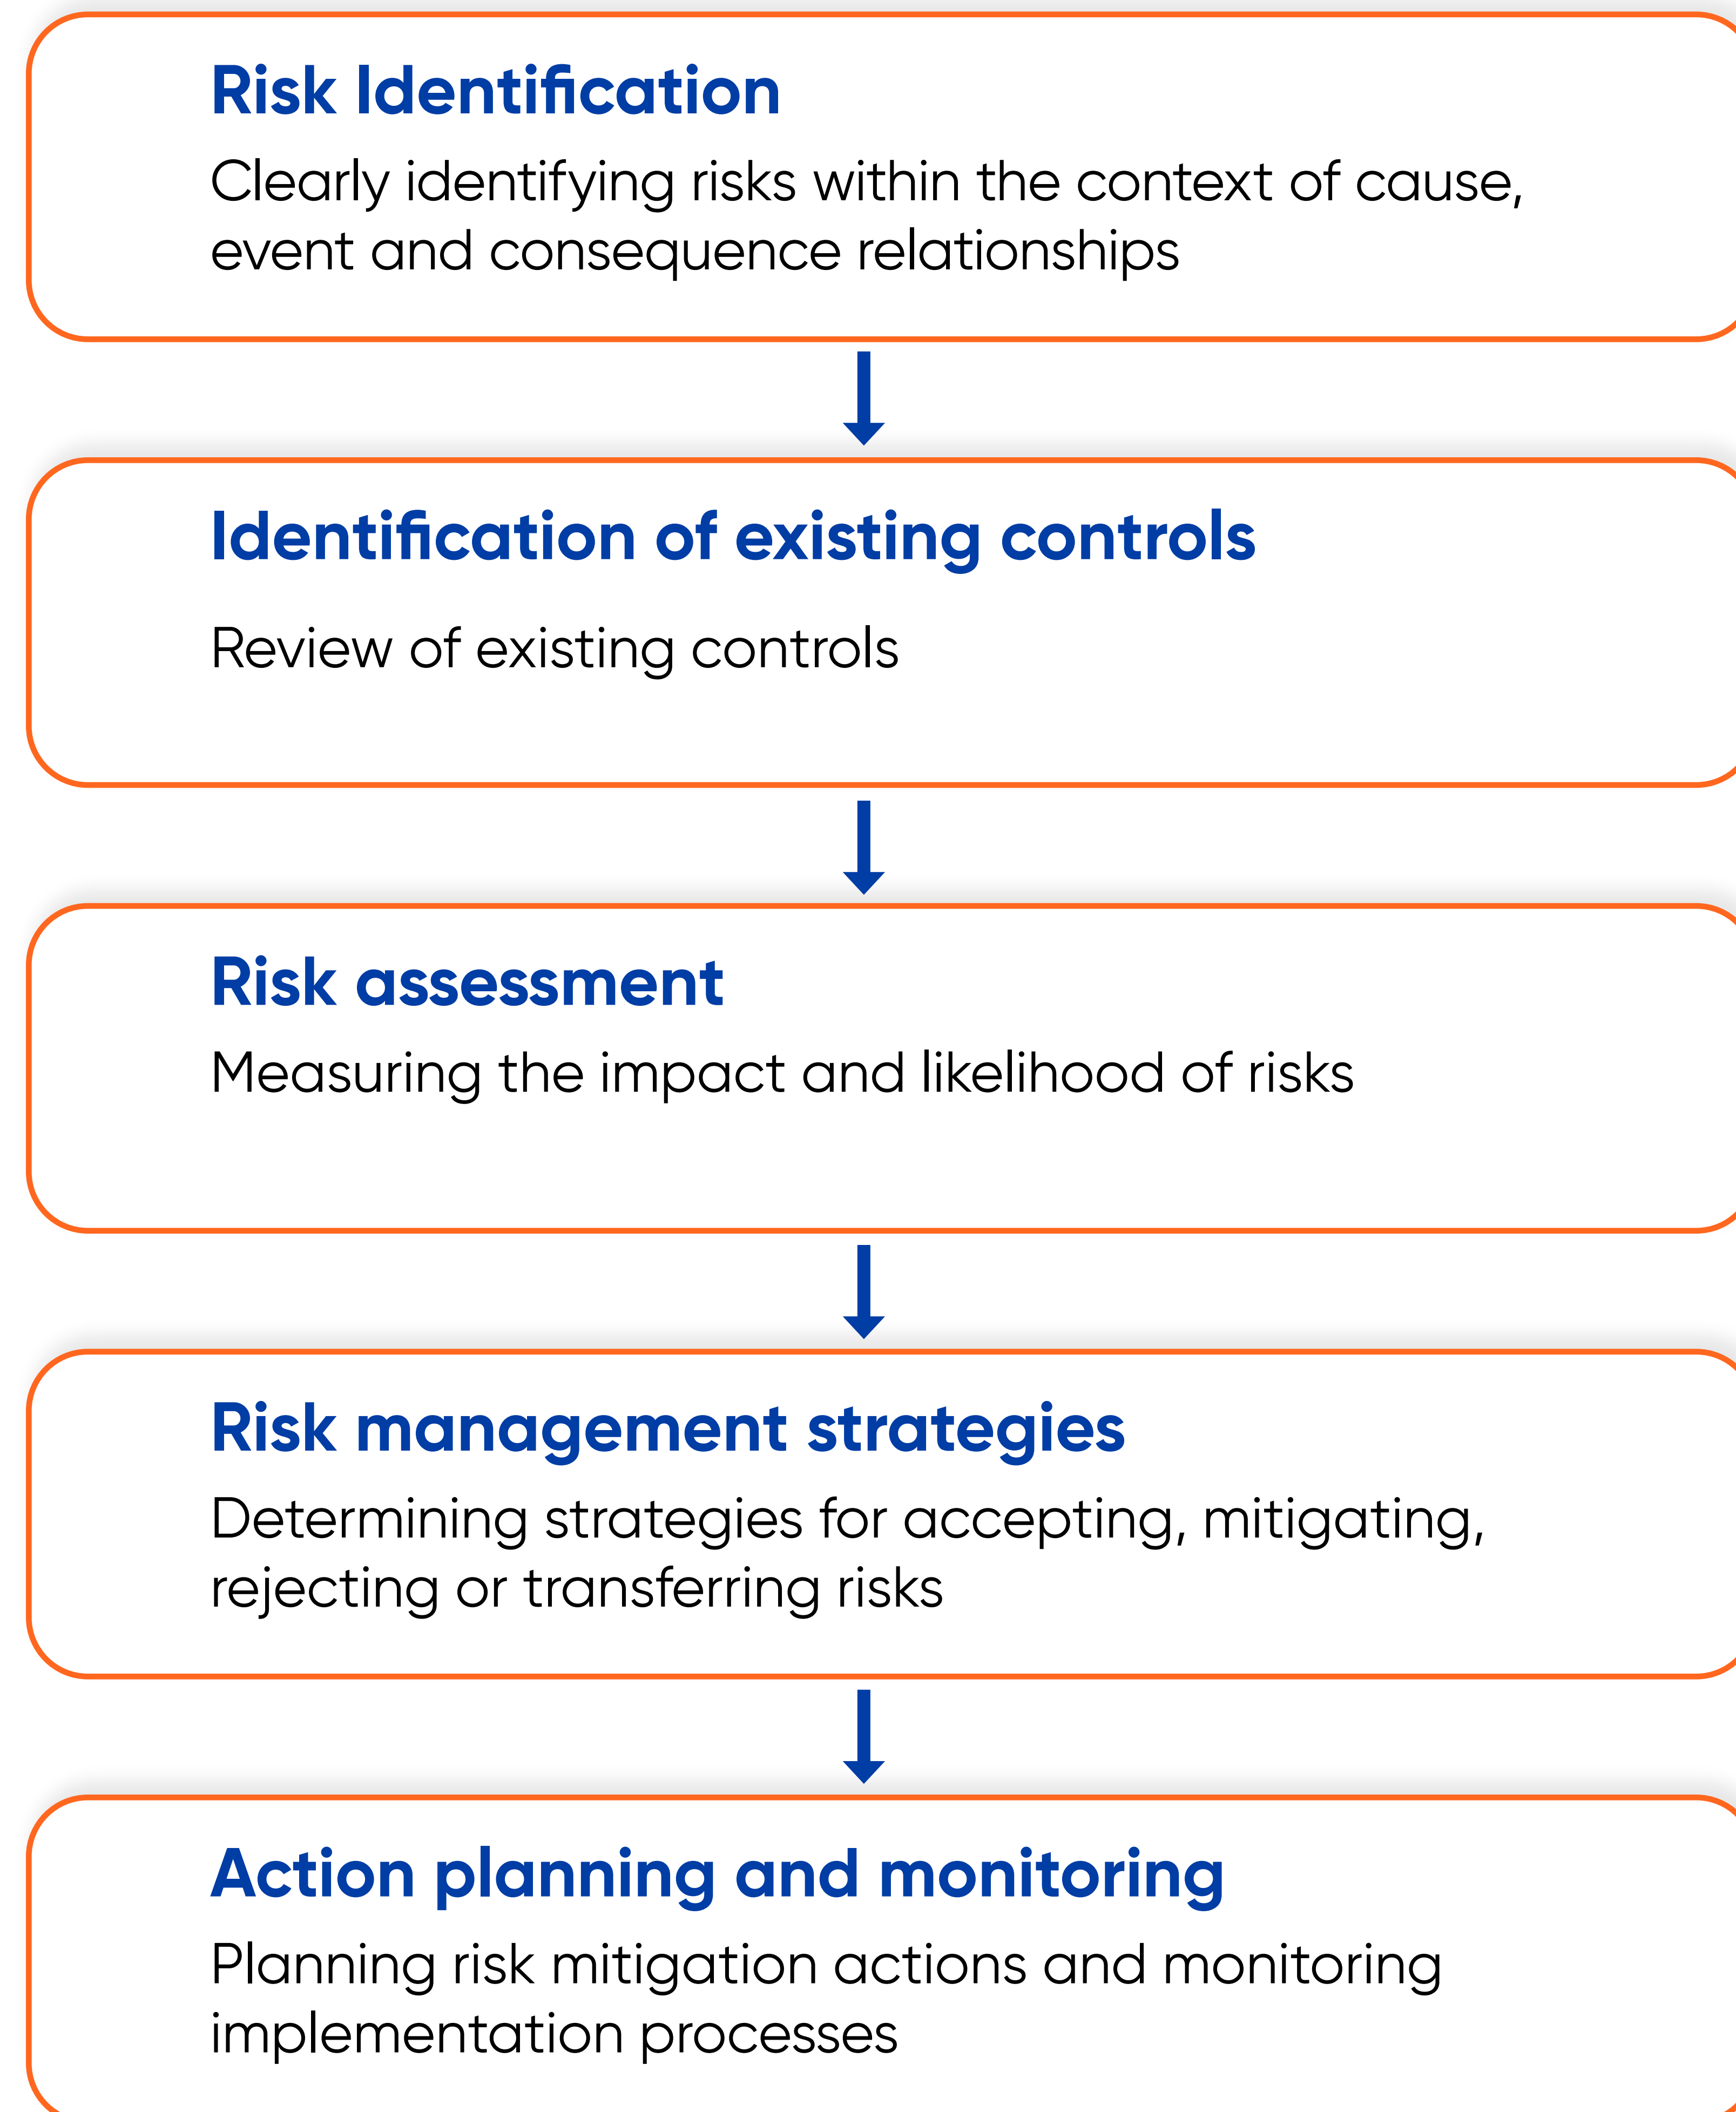 Risk Identification
Clearly identifying risks within the context of cause,
event and consequence relationships
Identification of existing controls
Review of existing controls
Risk assessment
Measuring the impact and likelihood of risks
Risk management strategies
Determining strategies for accepting, mitigating,
rejecting or transferring risks
Action planning and monitoring
Planning risk mitigation actions and monitoring
implementation processes